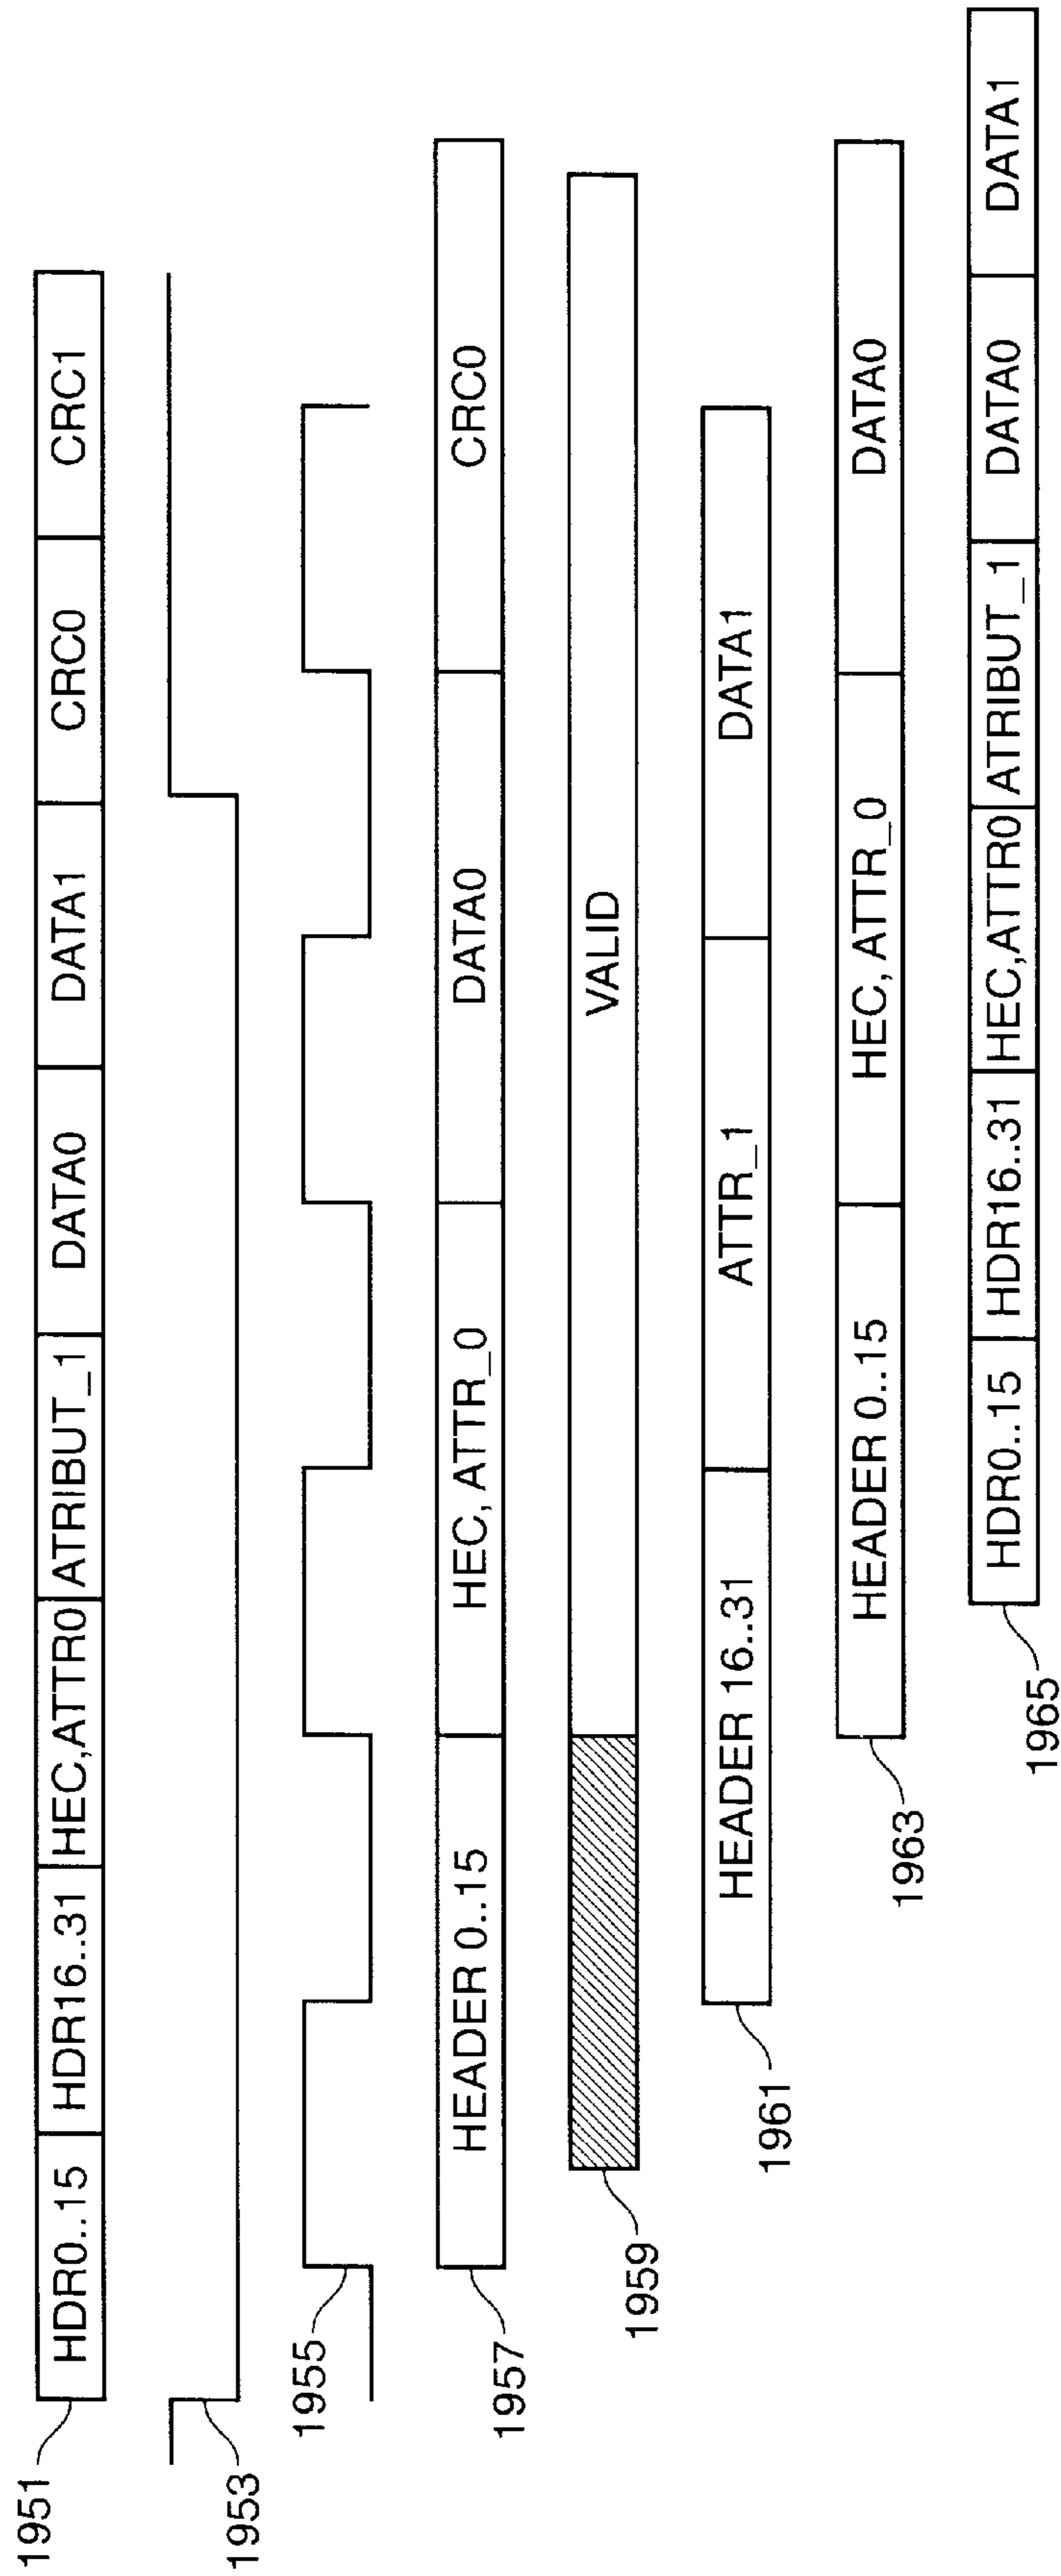 1951 HDR0..15 HDR16..31 HEC,ATTR0 ATRIBUT_1 DATA0 DATA1 CRC0 CRC1
1953
1955
1957 HEADER 0..15 HEC, ATTR_0 DATA0 CRC0
1959 VALID
1961 HEADER 16..31 ATTR_1 DATA1
1963 HEADER 0..15 HEC, ATTR_0 DATA0
1965 HDR0..15 HDR16..31 HEC,ATTR0 ATRIBUT_1 DATA0 DATA1